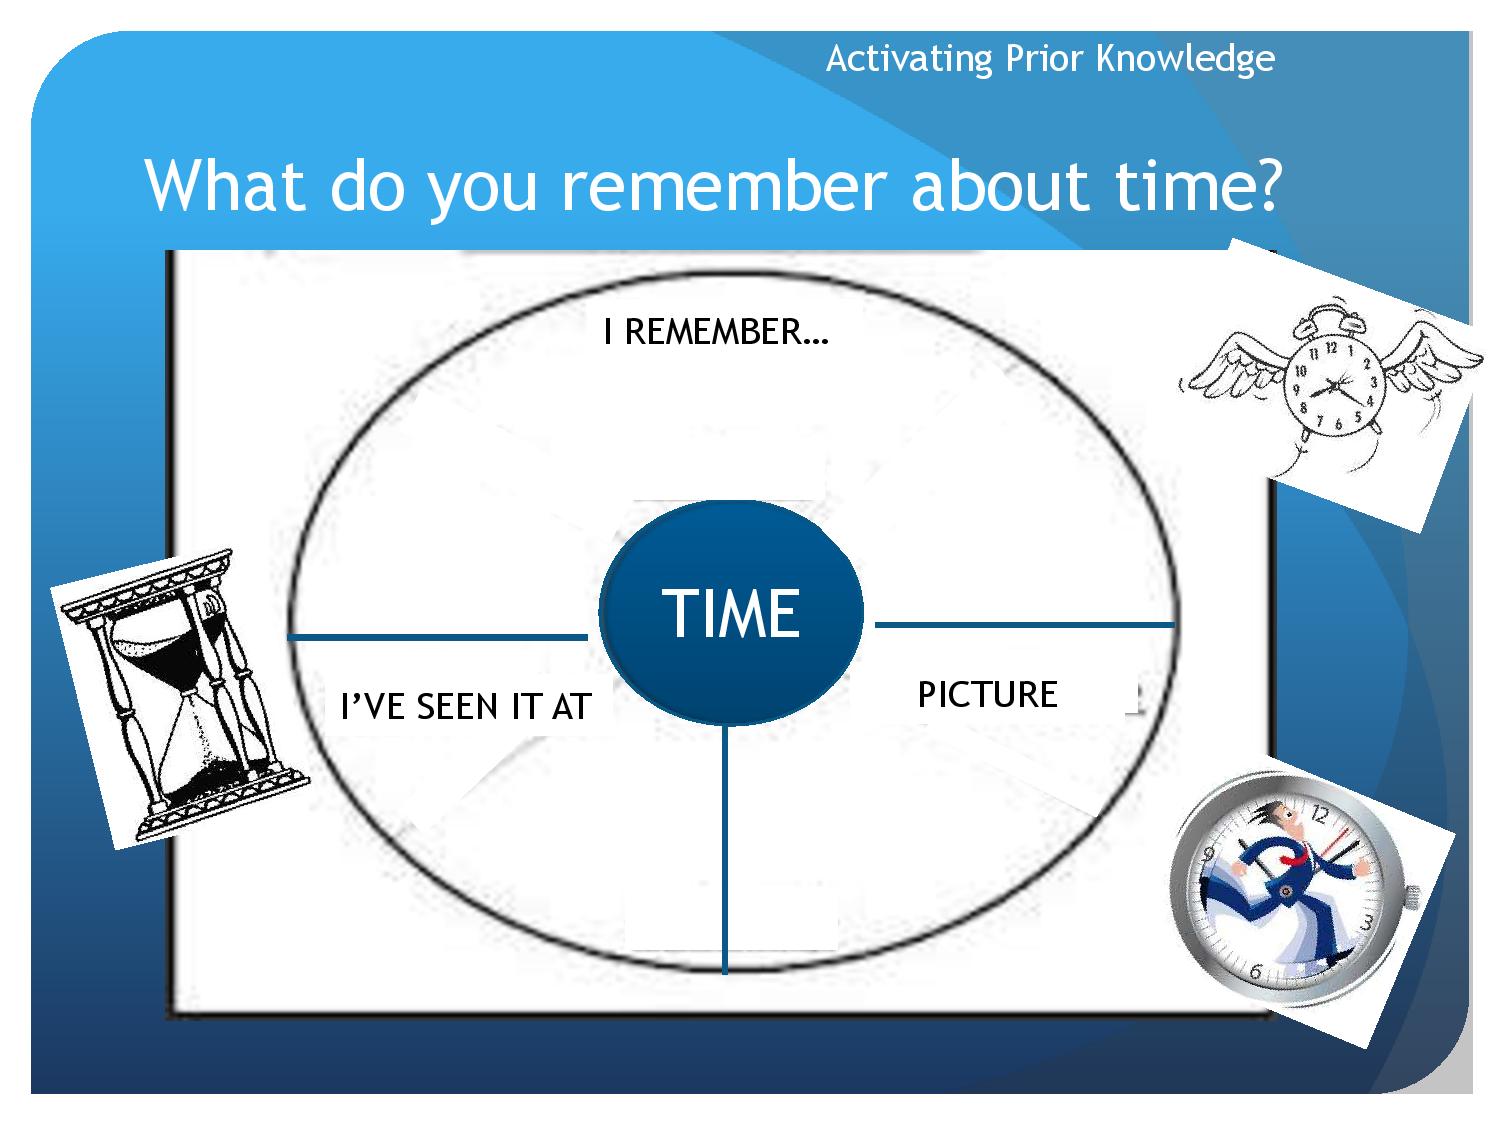 Activating Prior Knowledge
What do you remember about time?
I REMEMBER…
TIME
I’VE SEEN IT AT
PICTURE
11 12 1
10 2
9 3
8 4
7 6 5
12
9
3
6